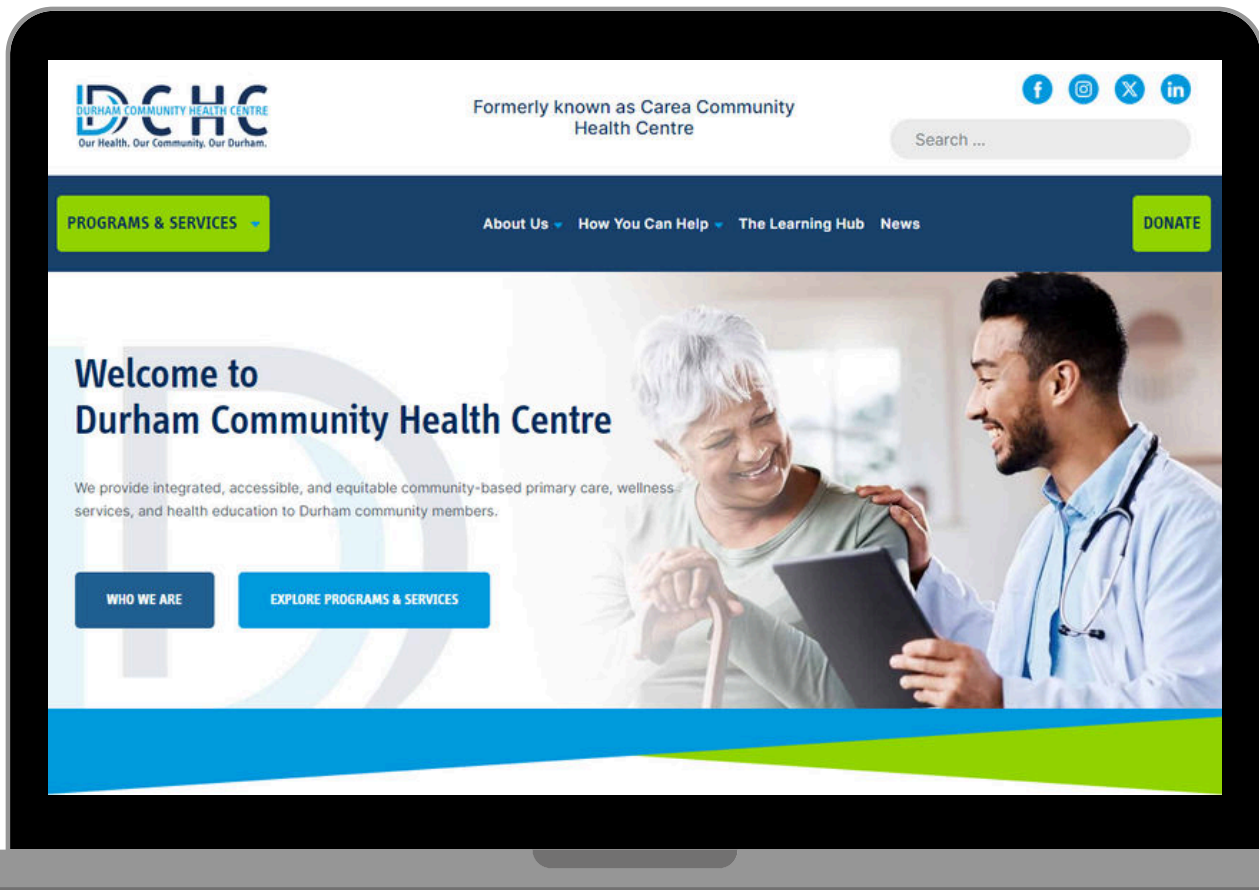 DCHC
DURHAM COMMUNITY HEALTH CENTRE
Our Health. Our Community. Our Durham.
Formerly known as Carea Community
Health Centre
Search ...
PROGRAMS & SERVICES
About Us
How You Can Help
The Learning Hub
News
DONATE
Welcome to
Durham Community Health Centre
We provide integrated, accessible, and equitable community-based primary care, wellness
services, and health education to Durham community members.
WHO WE ARE
EXPLORE PROGRAMS & SERVICES